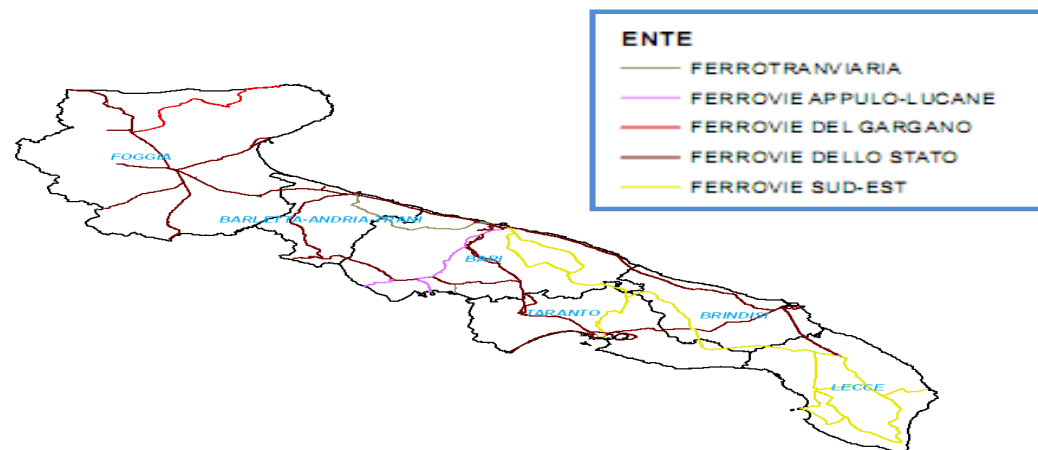 ENTE
FERROTRANVIARIA
FERROVIE APPULO-LUCANE
FERROVIE DEL GARGANO
FERROVIE DELLO STATO
FERROVIE SUD-EST
FOGGIA
BARLETTA-ANDRIA-TRANI
BARI
TARANTO
BRINDISI
LECCE